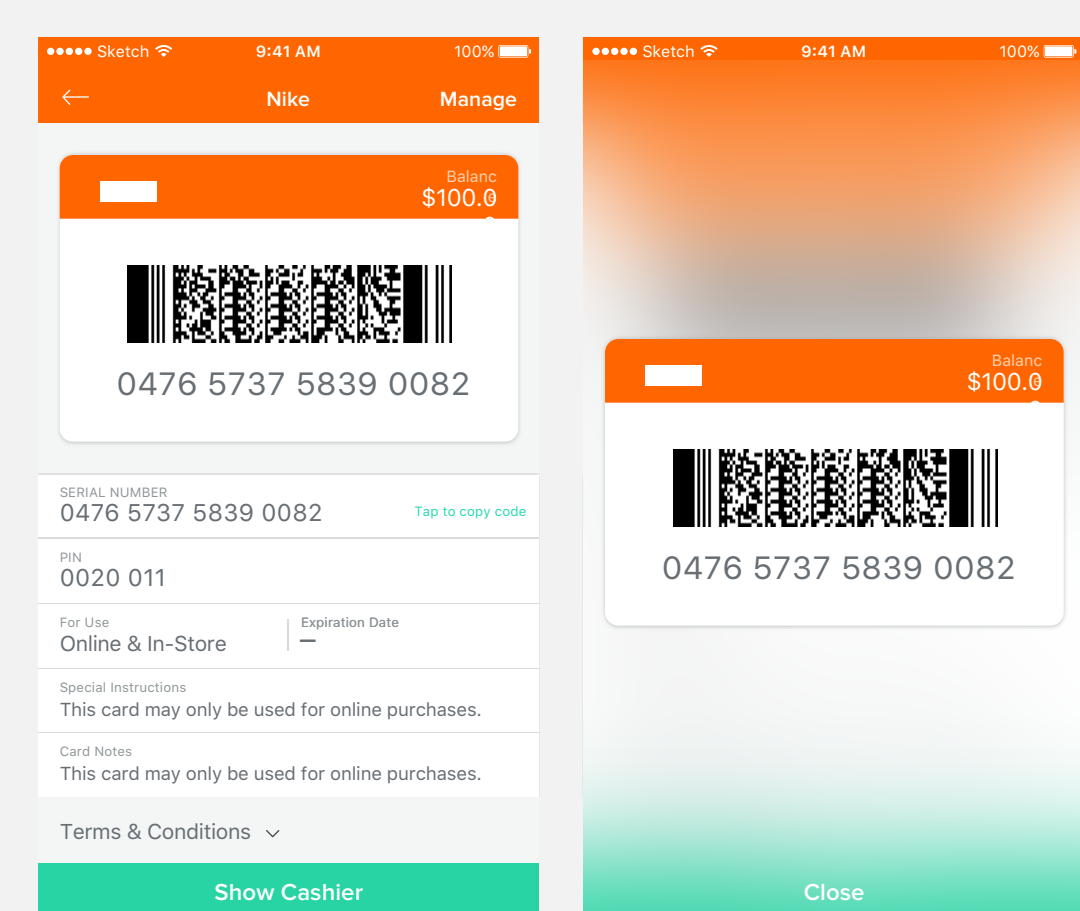 Sketch 9:41 AM 100%
Nike Manage
Balanc
$100.0
0476 5737 5839 0082
SERIAL NUMBER
0476 5737 5839 0082 Tap to copy code
PIN
0020 011
For Use Expiration Date
Online & In-Store —
Special Instructions
This card may only be used for online purchases.
Card Notes
This card may only be used for online purchases.
Terms & Conditions
Show Cashier
Sketch 9:41 AM 100%
Balanc
$100.0
0476 5737 5839 0082
Close